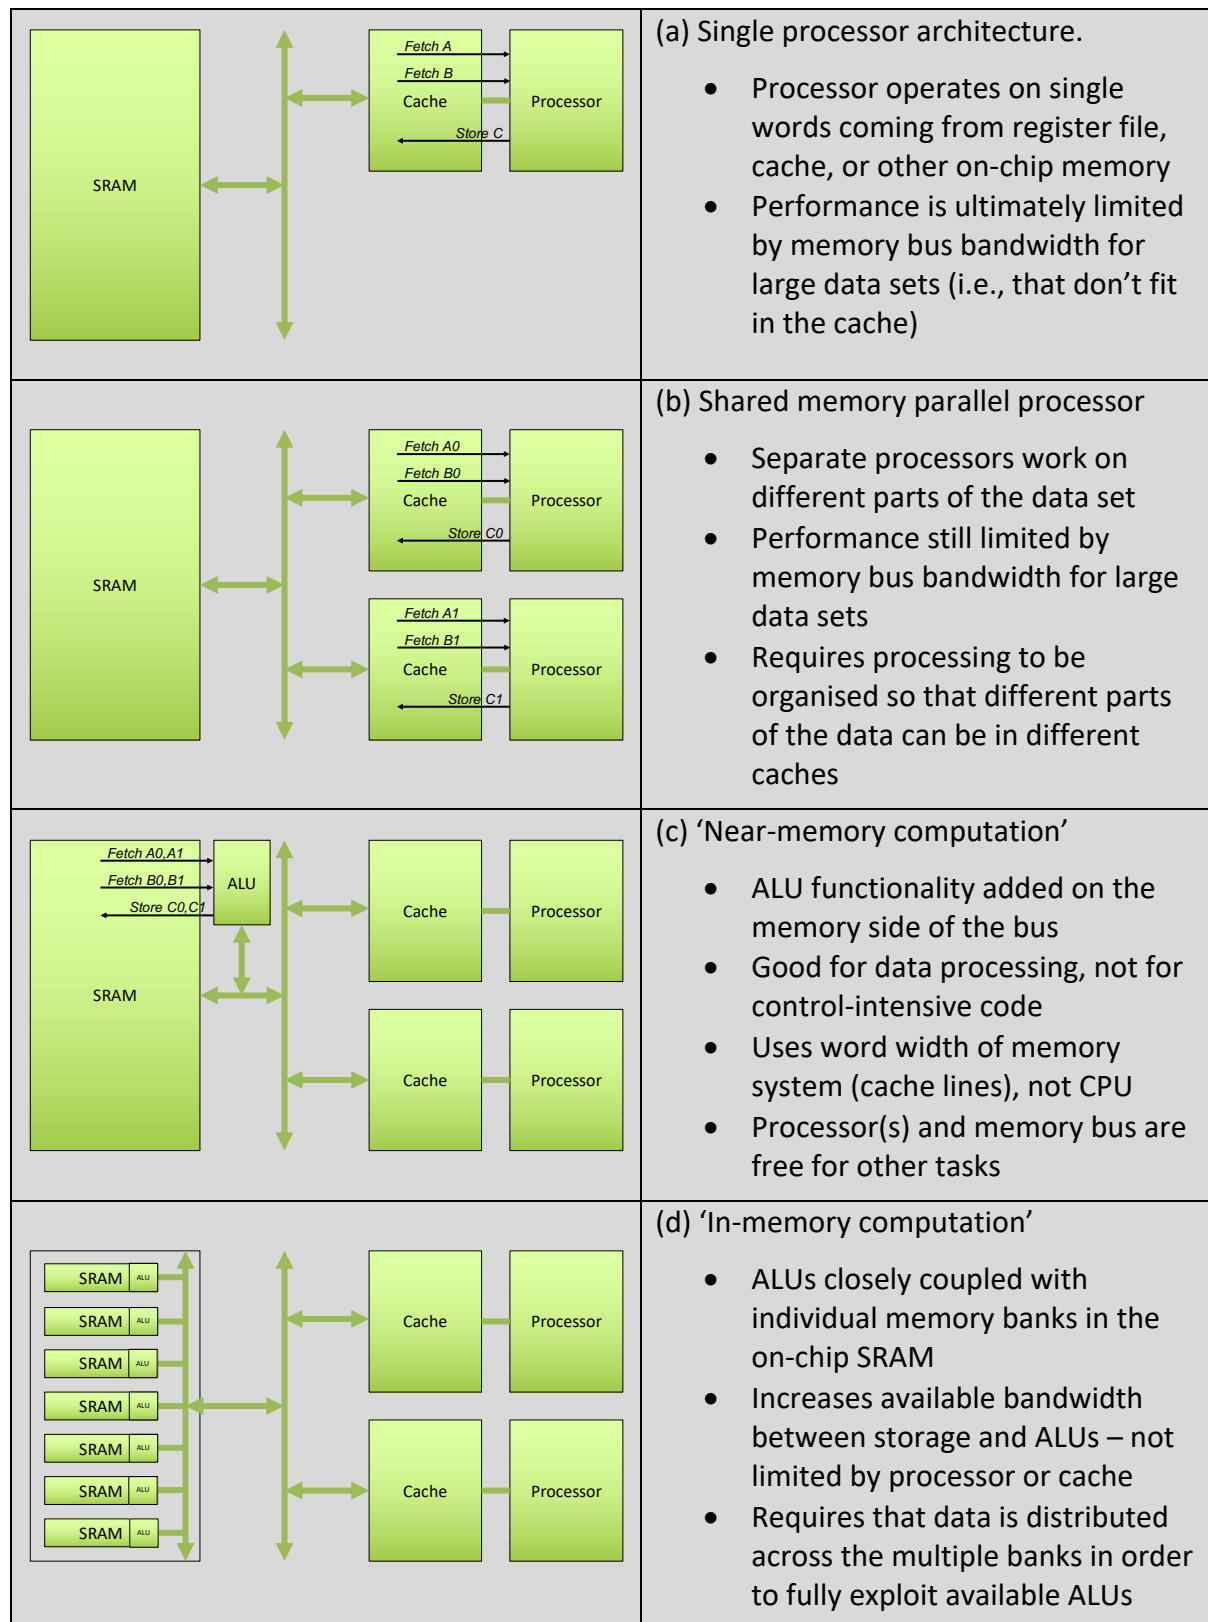 Fetch A
Fetch B
Cache
Processor
Store C
SRAM
(a) Single processor architecture.
• Processor operates on single
words coming from register file,
cache, or other on-chip memory
• Performance is ultimately limited
by memory bus bandwidth for
large data sets (i.e., that don’t fit
in the cache)
Fetch A0
Fetch B0
Cache
Processor
Store C0
SRAM
Fetch A1
Fetch B1
Cache
Processor
Store C1
(b) Shared memory parallel processor
• Separate processors work on
different parts of the data set
• Performance still limited by
memory bus bandwidth for large
data sets
• Requires processing to be
organised so that different parts
of the data can be in different
caches
Fetch A0,A1
Fetch B0,B1
Store C0,C1
ALU
SRAM
Cache
Processor
Cache
Processor
(c) ‘Near-memory computation’
• ALU functionality added on the
memory side of the bus
• Good for data processing, not for
control-intensive code
• Uses word width of memory
system (cache lines), not CPU
• Processor(s) and memory bus are
free for other tasks
SRAM ALU
SRAM ALU
SRAM ALU
SRAM ALU
SRAM ALU
SRAM ALU
SRAM ALU
Cache
Processor
Cache
Processor
(d) ‘In-memory computation’
• ALUs closely coupled with
individual memory banks in the
on-chip SRAM
• Increases available bandwidth
between storage and ALUs – not
limited by processor or cache
• Requires that data is distributed
across the multiple banks in order
to fully exploit available ALUs